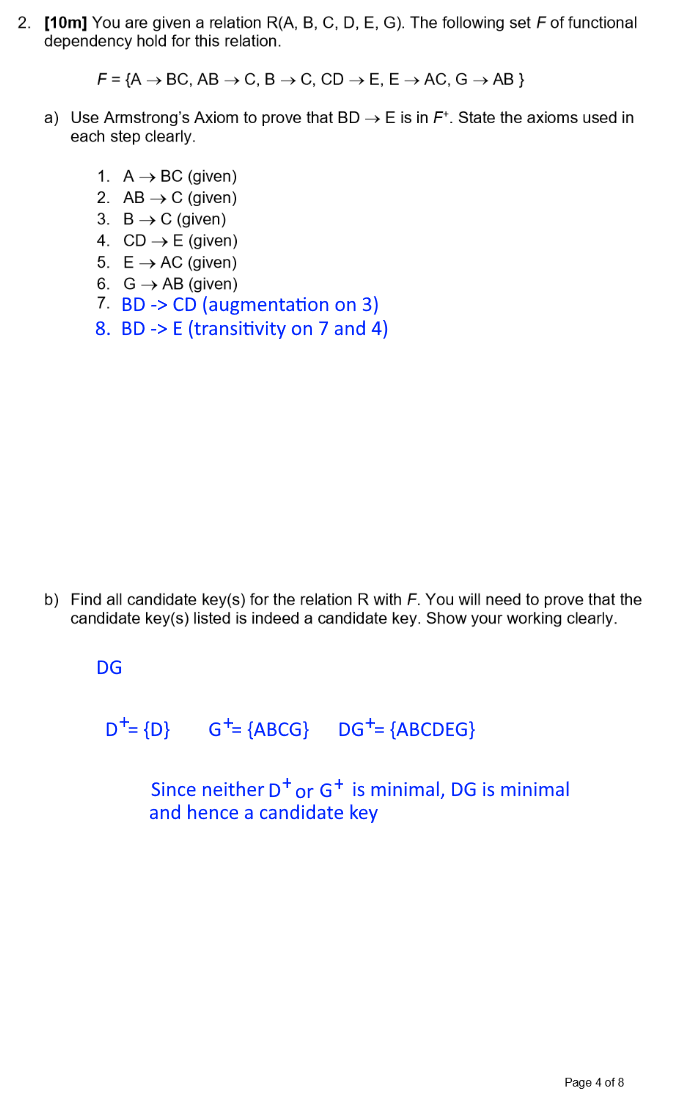 2. [10m] You are given a relation R(A, B, C, D, E, G). The following set F of functional
dependency hold for this relation.
F = {A → BC, AB → C, B → C, CD → E, E → AC, G → AB }
a) Use Armstrong's Axiom to prove that BD → E is in F⁺. State the axioms used in
each step clearly.
1. A → BC (given)
2. AB → C (given)
3. B → C (given)
4. CD → E (given)
5. E → AC (given)
6. G → AB (given)
7. BD -> CD (augmentation on 3)
8. BD -> E (transitivity on 7 and 4)
b) Find all candidate key(s) for the relation R with F. You will need to prove that the
candidate key(s) listed is indeed a candidate key. Show your working clearly.
DG
D⁺= {D} G⁺= {ABCG} DG⁺= {ABCDEG}
Since neither D⁺ or G⁺ is minimal, DG is minimal
and hence a candidate key
Page 4 of 8